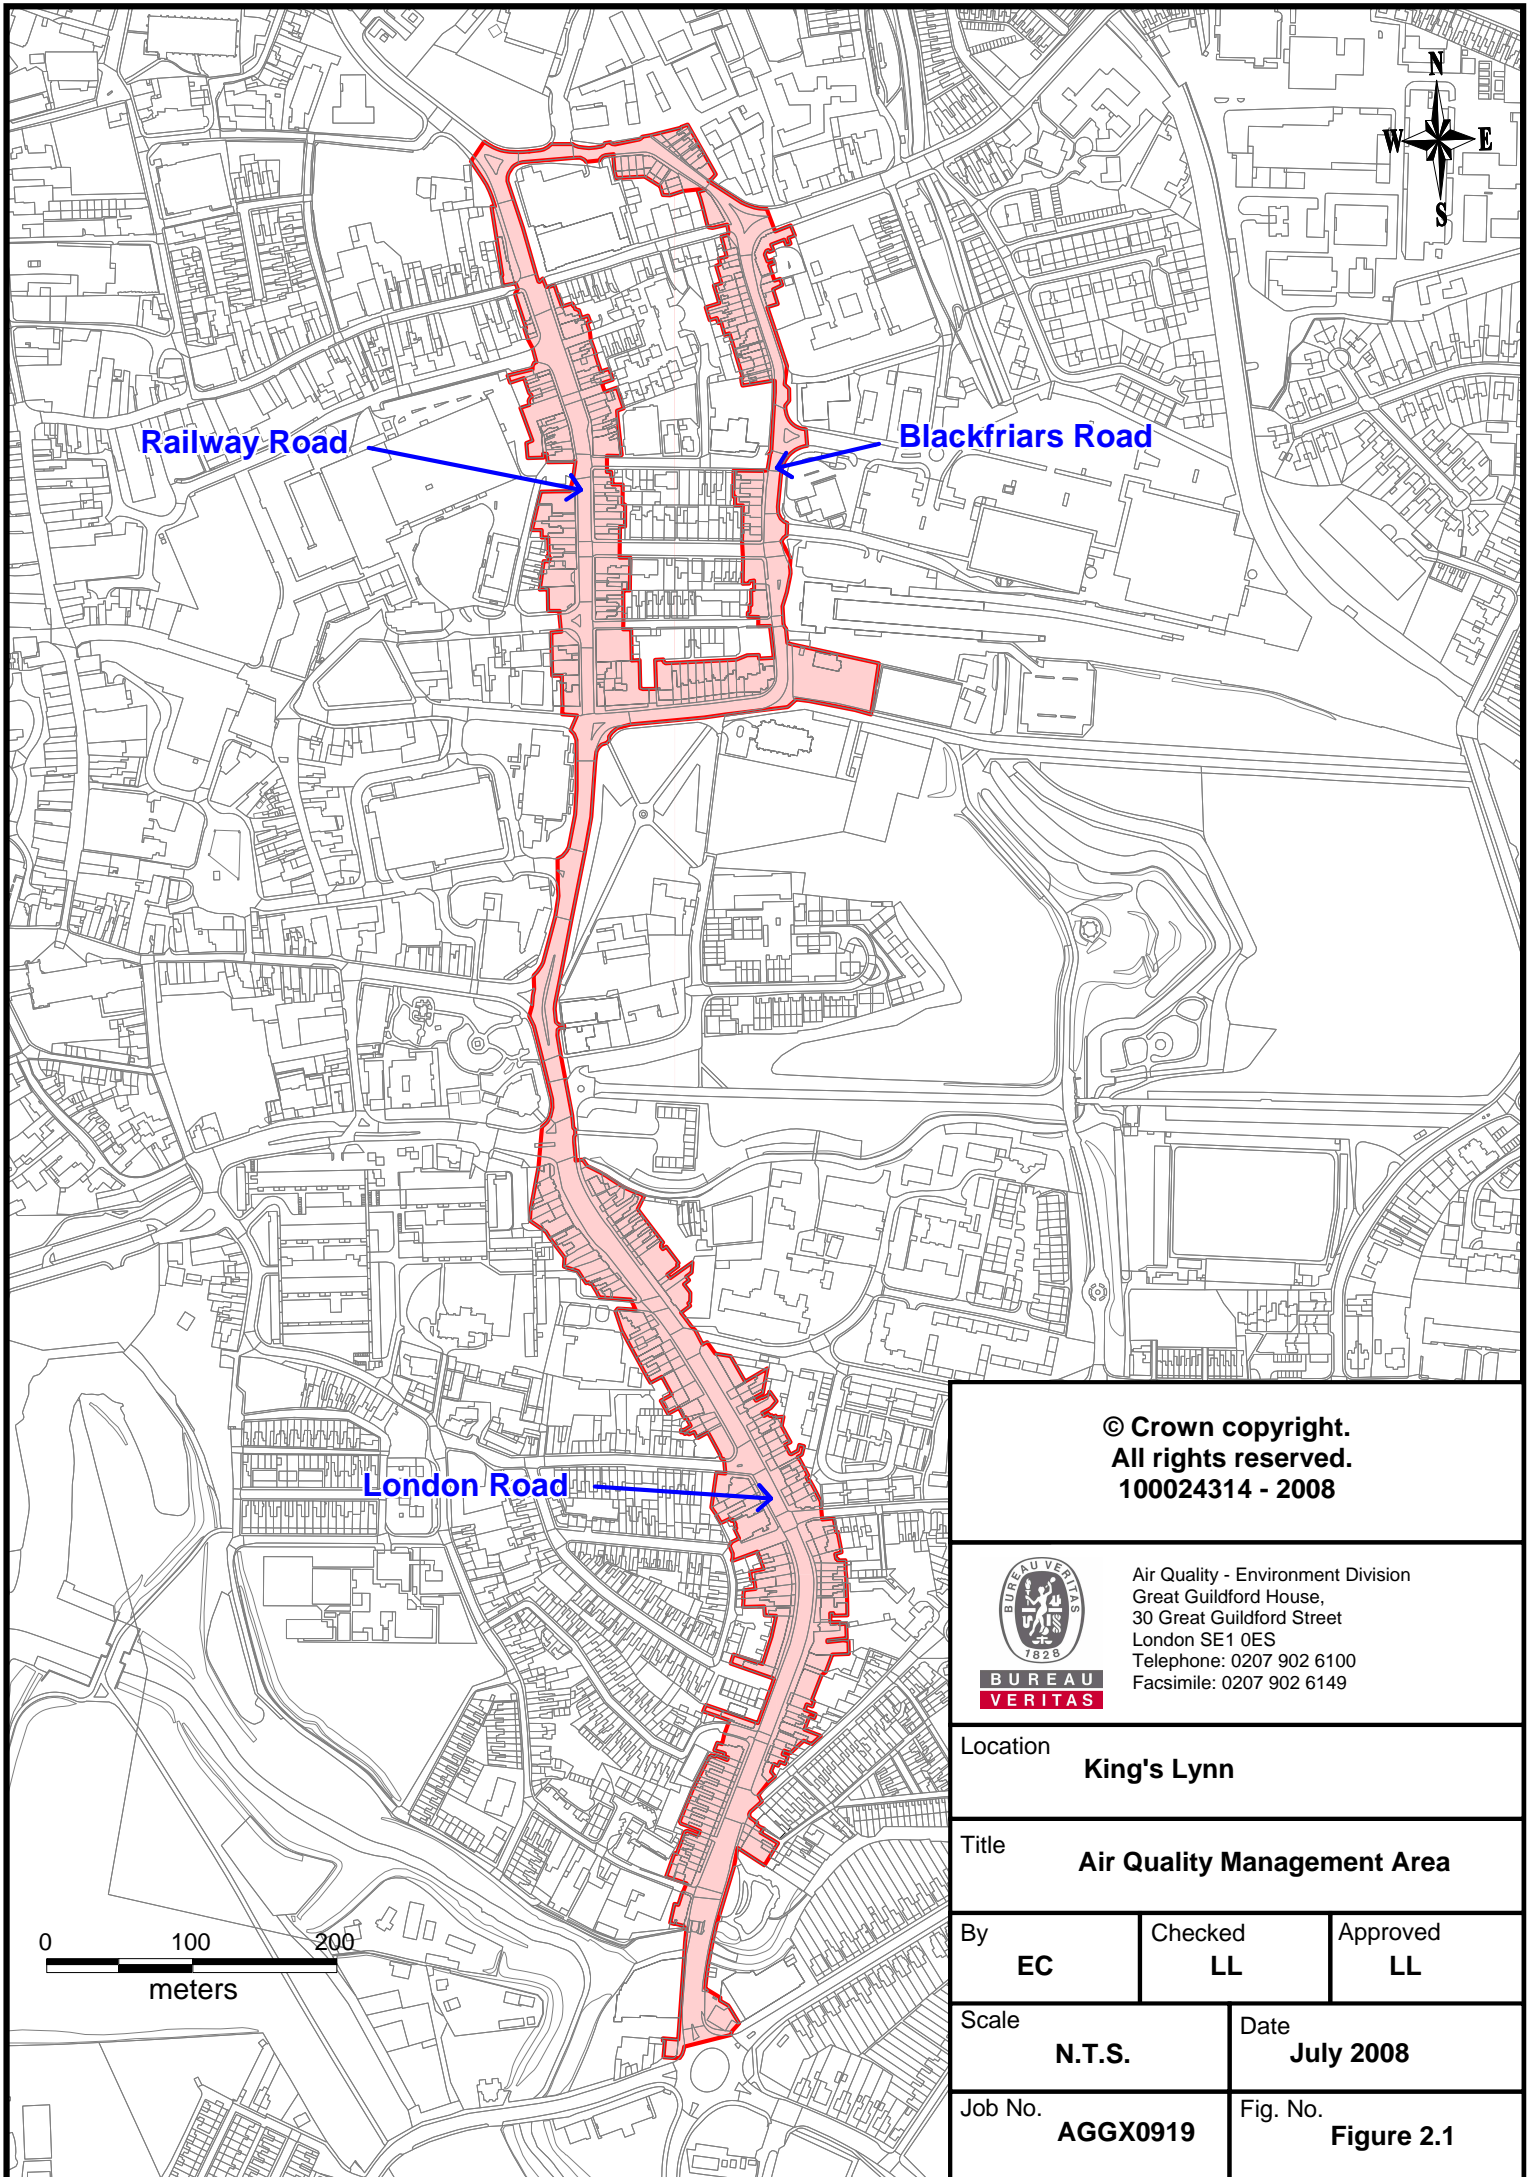 N
W E
S
Railway Road
Blackfriars Road
London Road
0 100 200
meters
© Crown copyright.
All rights reserved.
100024314 - 2008
BUREAU VERITAS
1828
BUREAU
VERITAS
Air Quality - Environment Division
Great Guildford House,
30 Great Guildford Street
London SE1 0ES
Telephone: 0207 902 6100
Facsimile: 0207 902 6149
Location
King's Lynn
Title
Air Quality Management Area
By
EC
Checked
LL
Approved
LL
Scale
N.T.S.
Date
July 2008
Job No.
AGGX0919
Fig. No.
Figure 2.1